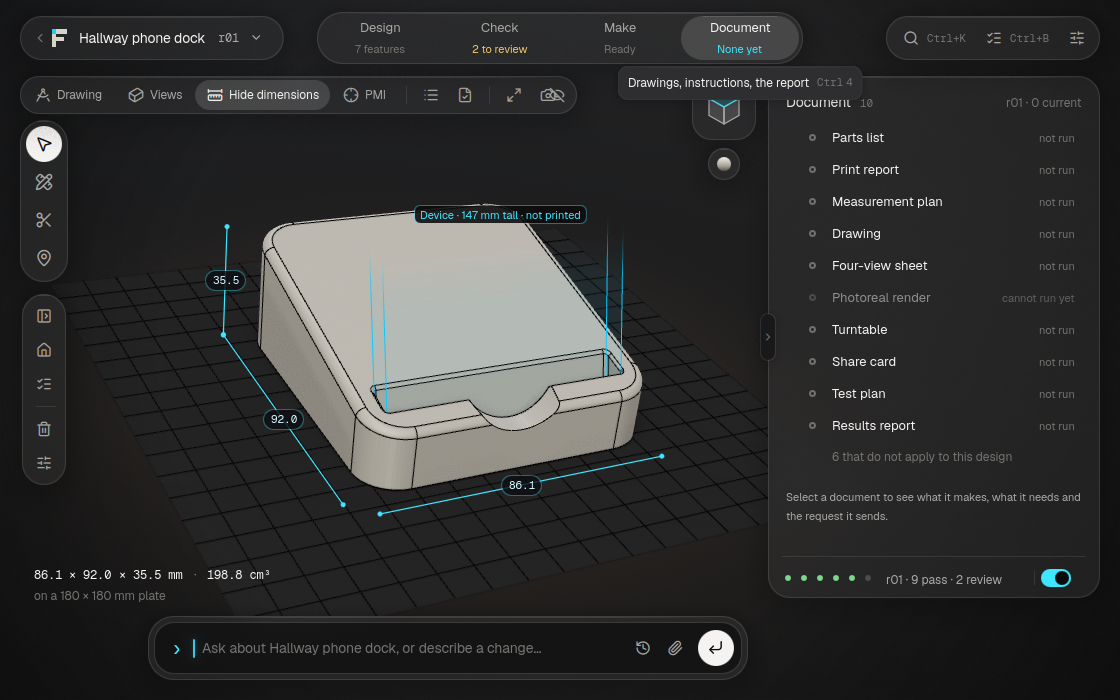 Hallway phone dock r01
Design
7 features
Check
2 to review
Make
Ready
Document
None yet
Ctrl+K
Ctrl+B
Drawings, instructions, the report Ctrl 4
Drawing
Views
Hide dimensions
PMI
Document 10
r01 · 0 current
Parts list not run
Print report not run
Measurement plan not run
Drawing not run
Four-view sheet not run
Photoreal render cannot run yet
Turntable not run
Share card not run
Test plan not run
Results report not run
6 that do not apply to this design
Select a document to see what it makes, what it needs and
the request it sends.
r01 · 9 pass · 2 review
Device · 147 mm tall · not printed
35.5
92.0
86.1
86.1 × 92.0 × 35.5 mm · 198.8 cm³
on a 180 × 180 mm plate
Ask about Hallway phone dock, or describe a change…